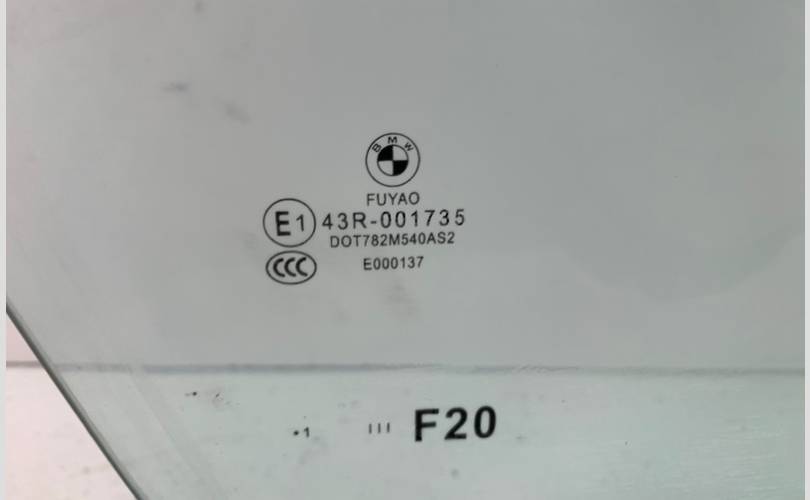 BMW
FUYAO
E1 43R-001735
DOT782M540AS2
CCC E000137
•1 III F20